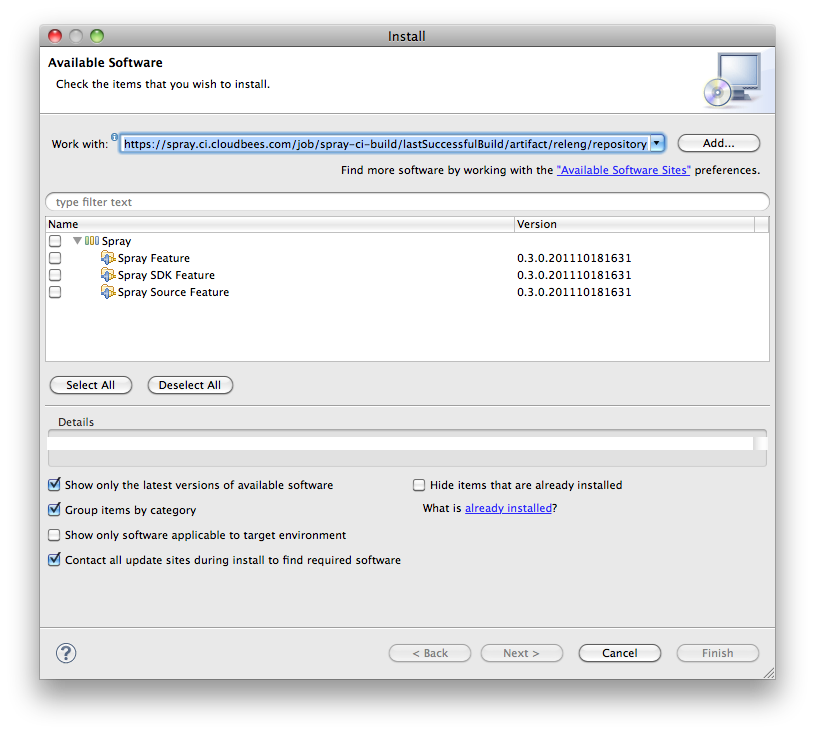 Install
Available Software
Check the items that you wish to install.
Work with: https://spray.ci.cloudbees.com/job/spray-ci-build/lastSuccessfulBuild/artifact/releng/repository Add...
Find more software by working with the "Available Software Sites" preferences.
type filter text
Name Version
Spray
Spray Feature 0.3.0.201110181631
Spray SDK Feature 0.3.0.201110181631
Spray Source Feature 0.3.0.201110181631
Select All Deselect All
Details
Show only the latest versions of available software Hide items that are already installed
Group items by category What is already installed?
Show only software applicable to target environment
Contact all update sites during install to find required software
? < Back Next > Cancel Finish